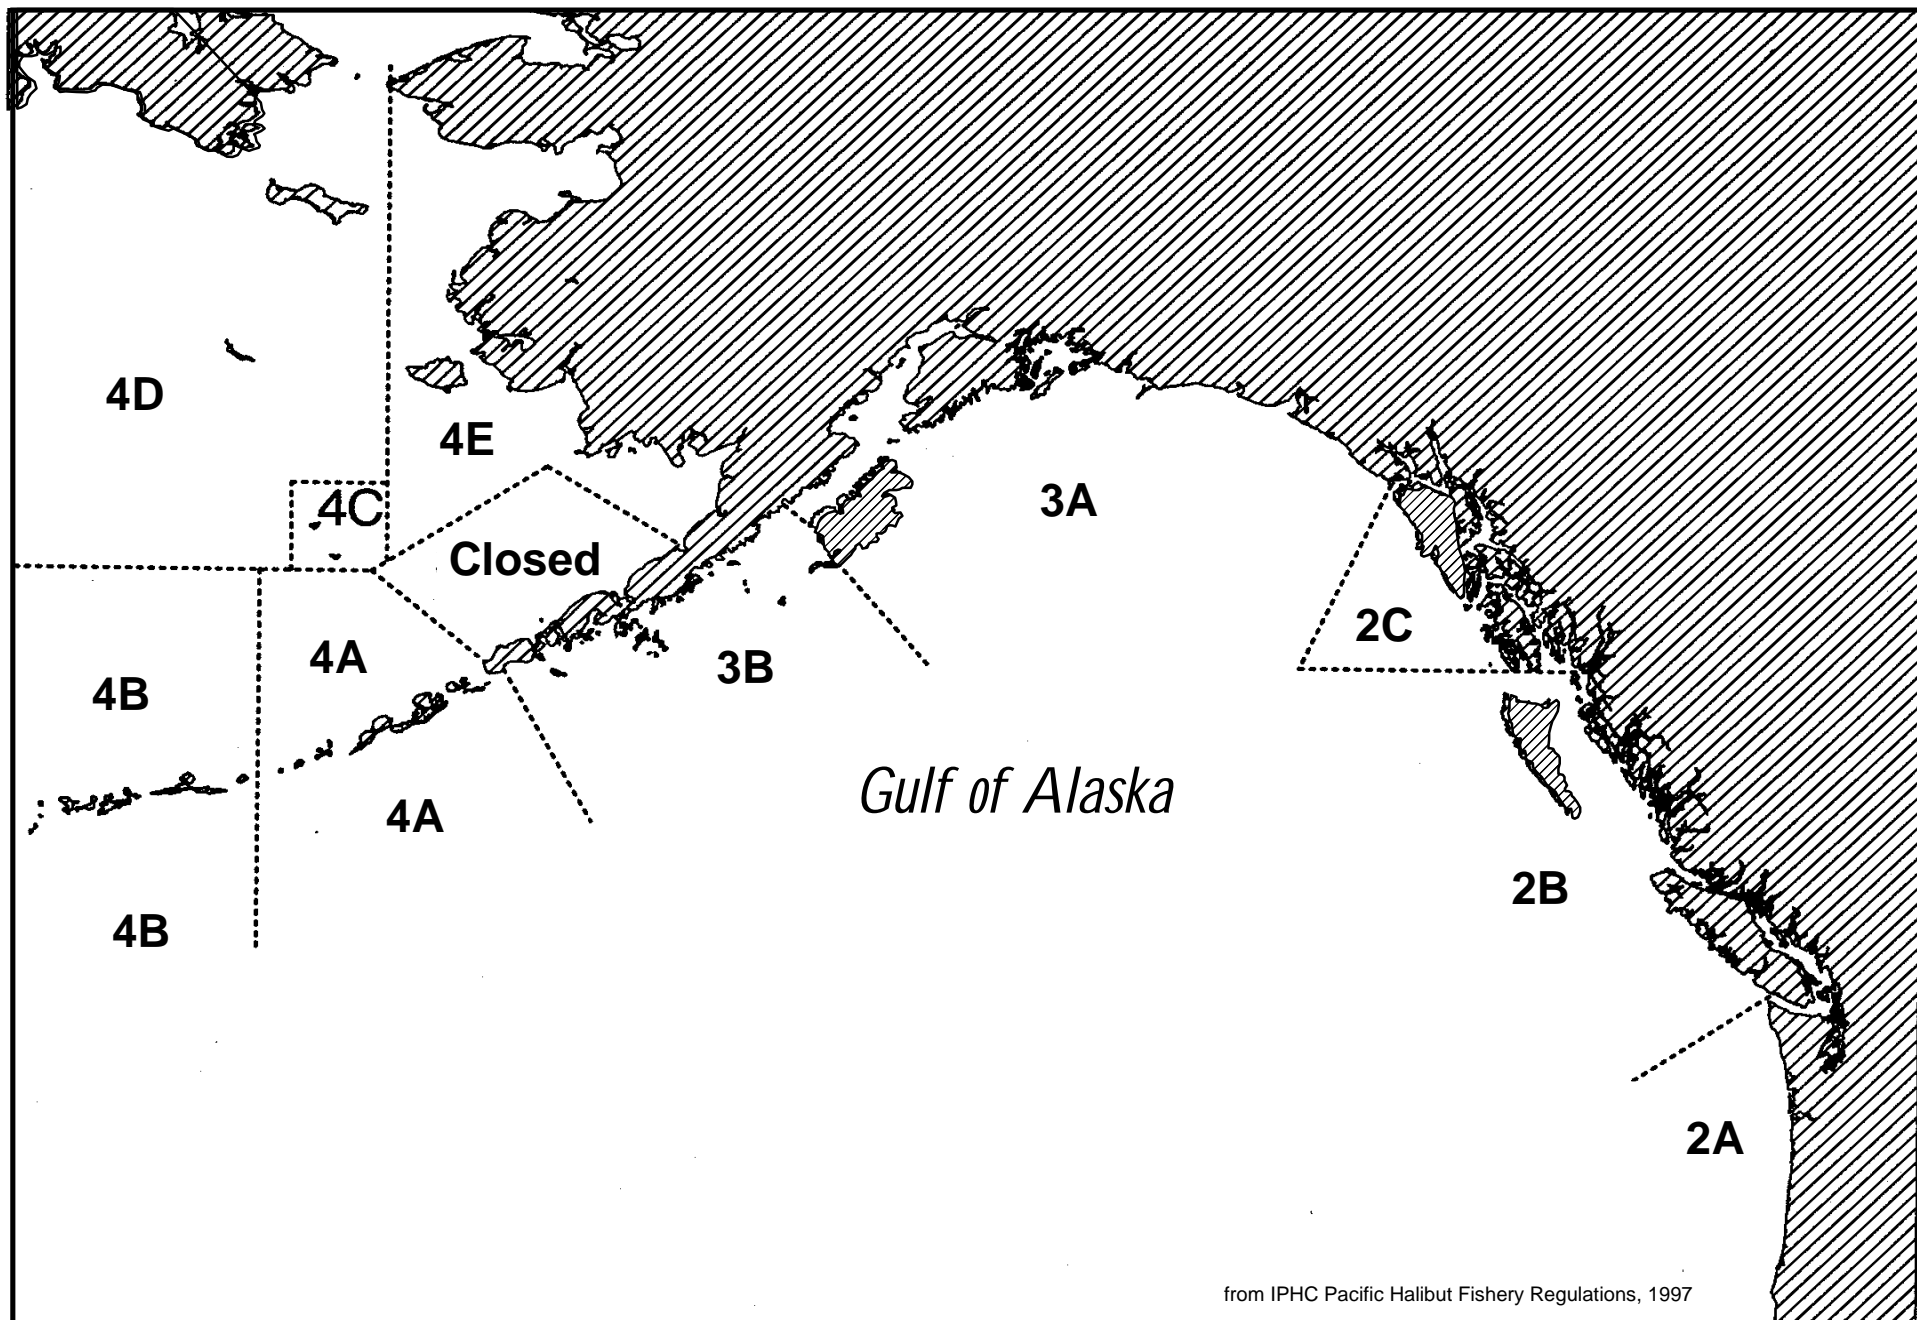 4D
4E
4C
3A
Closed
2C
4A
3B
4B
Gulf of Alaska
4A
2B
4B
2A
from IPHC Pacific Halibut Fishery Regulations, 1997